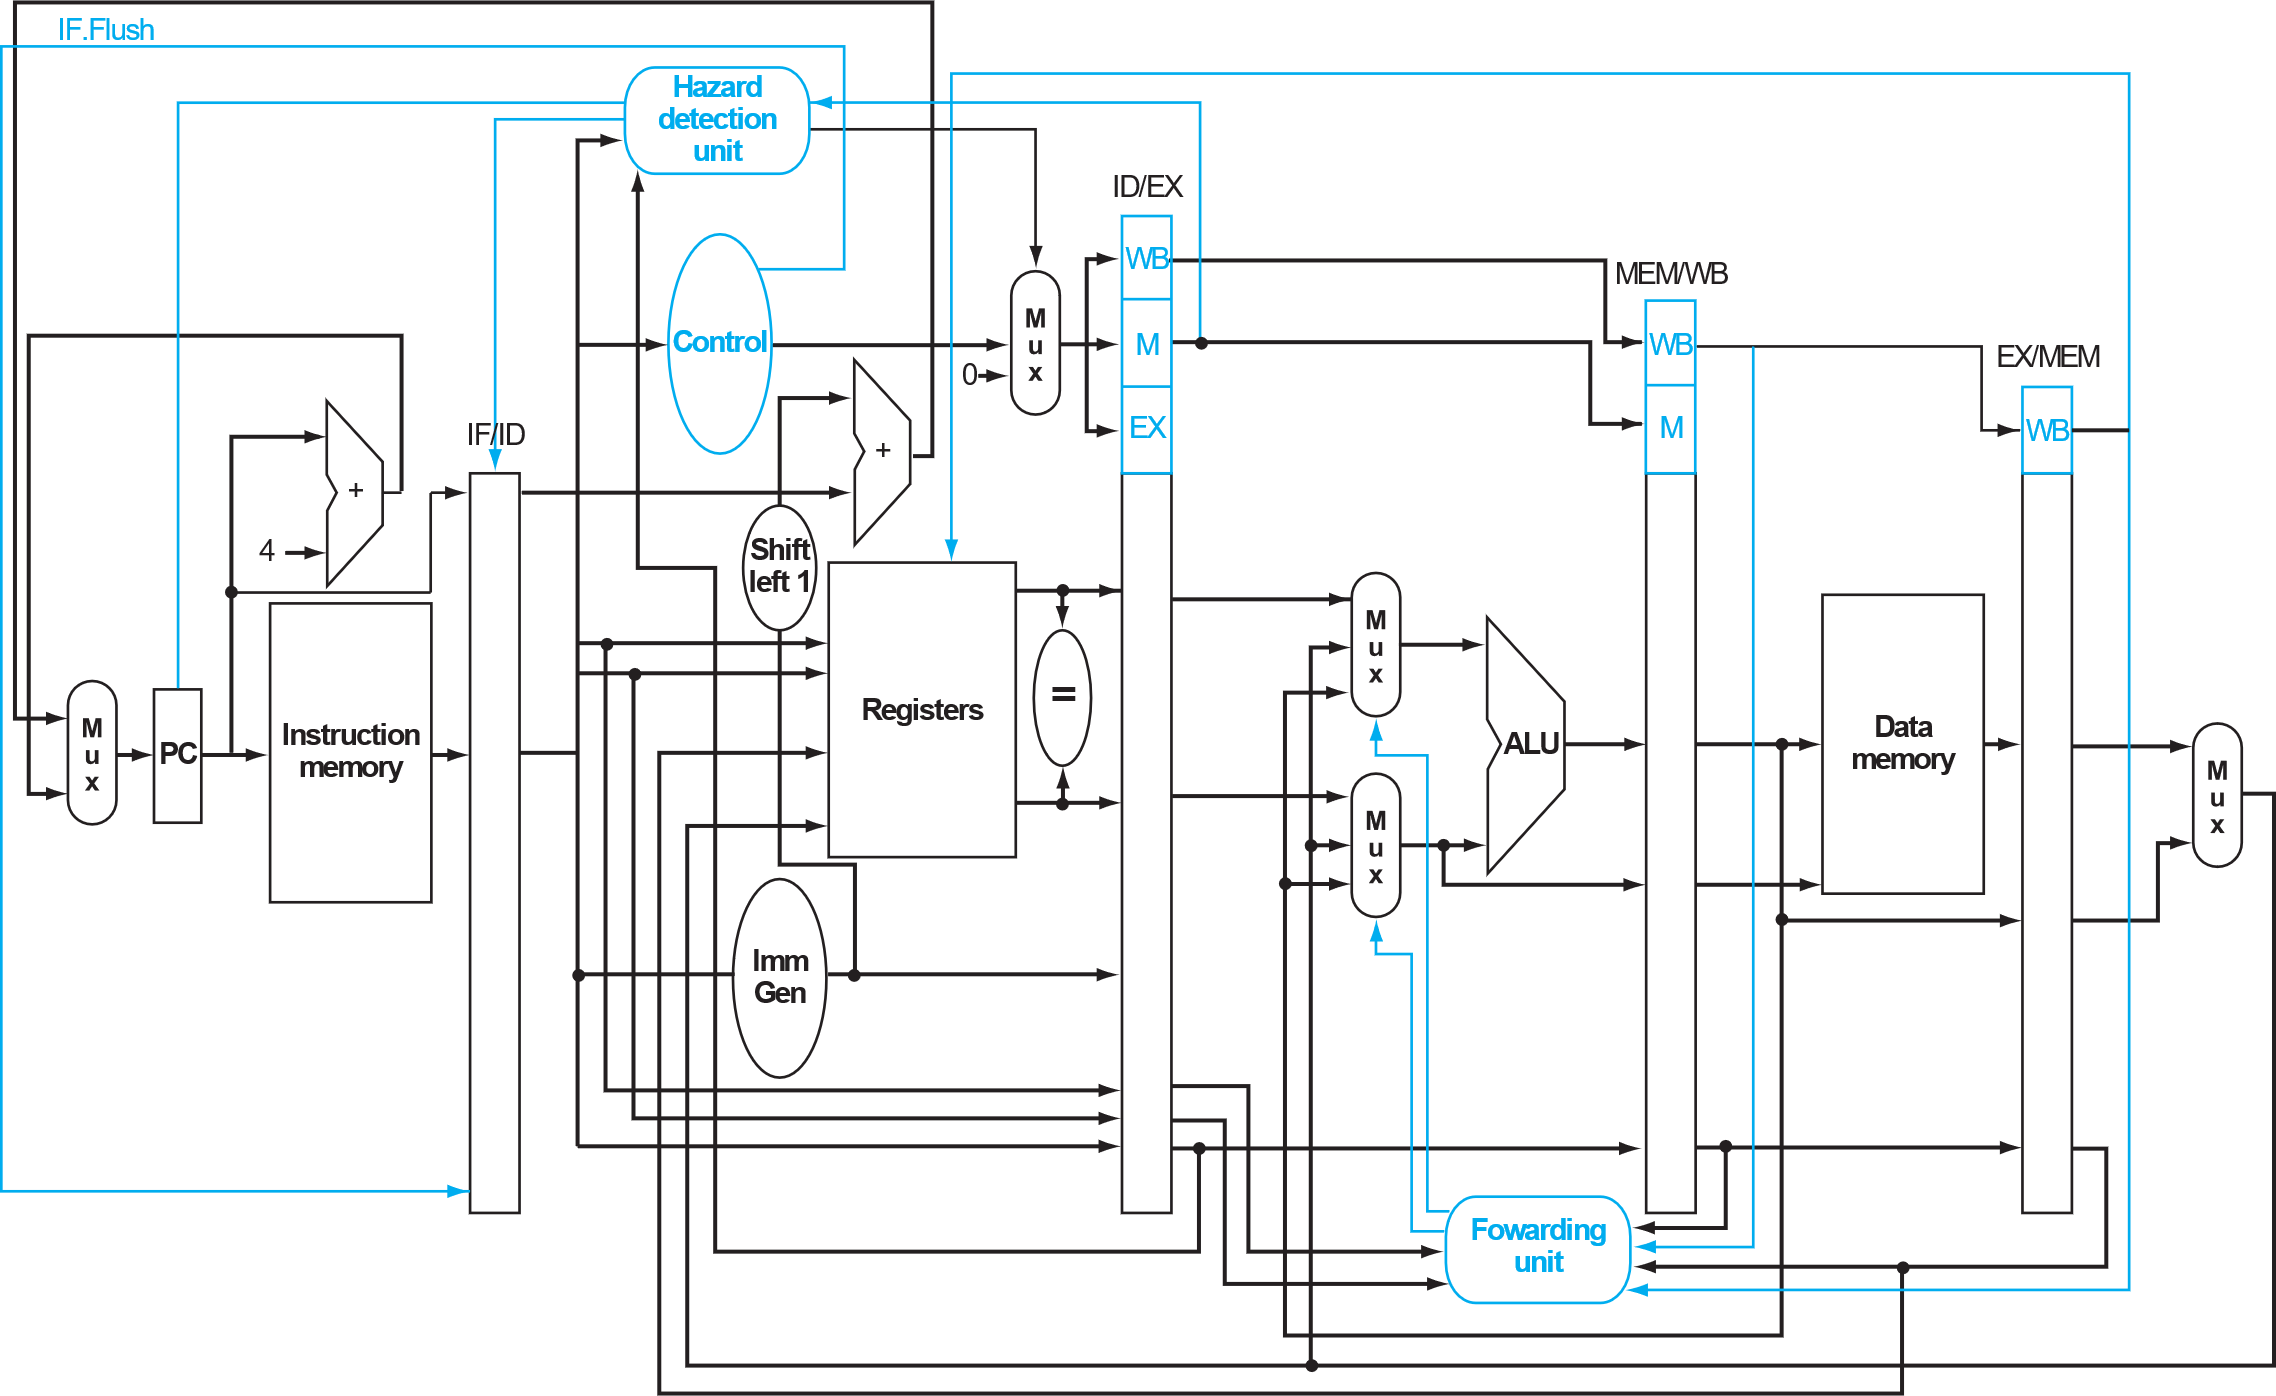 IF.Flush
Hazard
detection
unit
ID/EX
WB
MEM/WB
M
u
x
Control
M
WB
EX/MEM
0
EX
M
WB
IF/ID
+
+
4
Shift
left 1
M
u
x
M
u
x
PC
Instruction
memory
Registers
=
ALU
Data
memory
M
u
x
M
u
x
Imm
Gen
Fowarding
unit